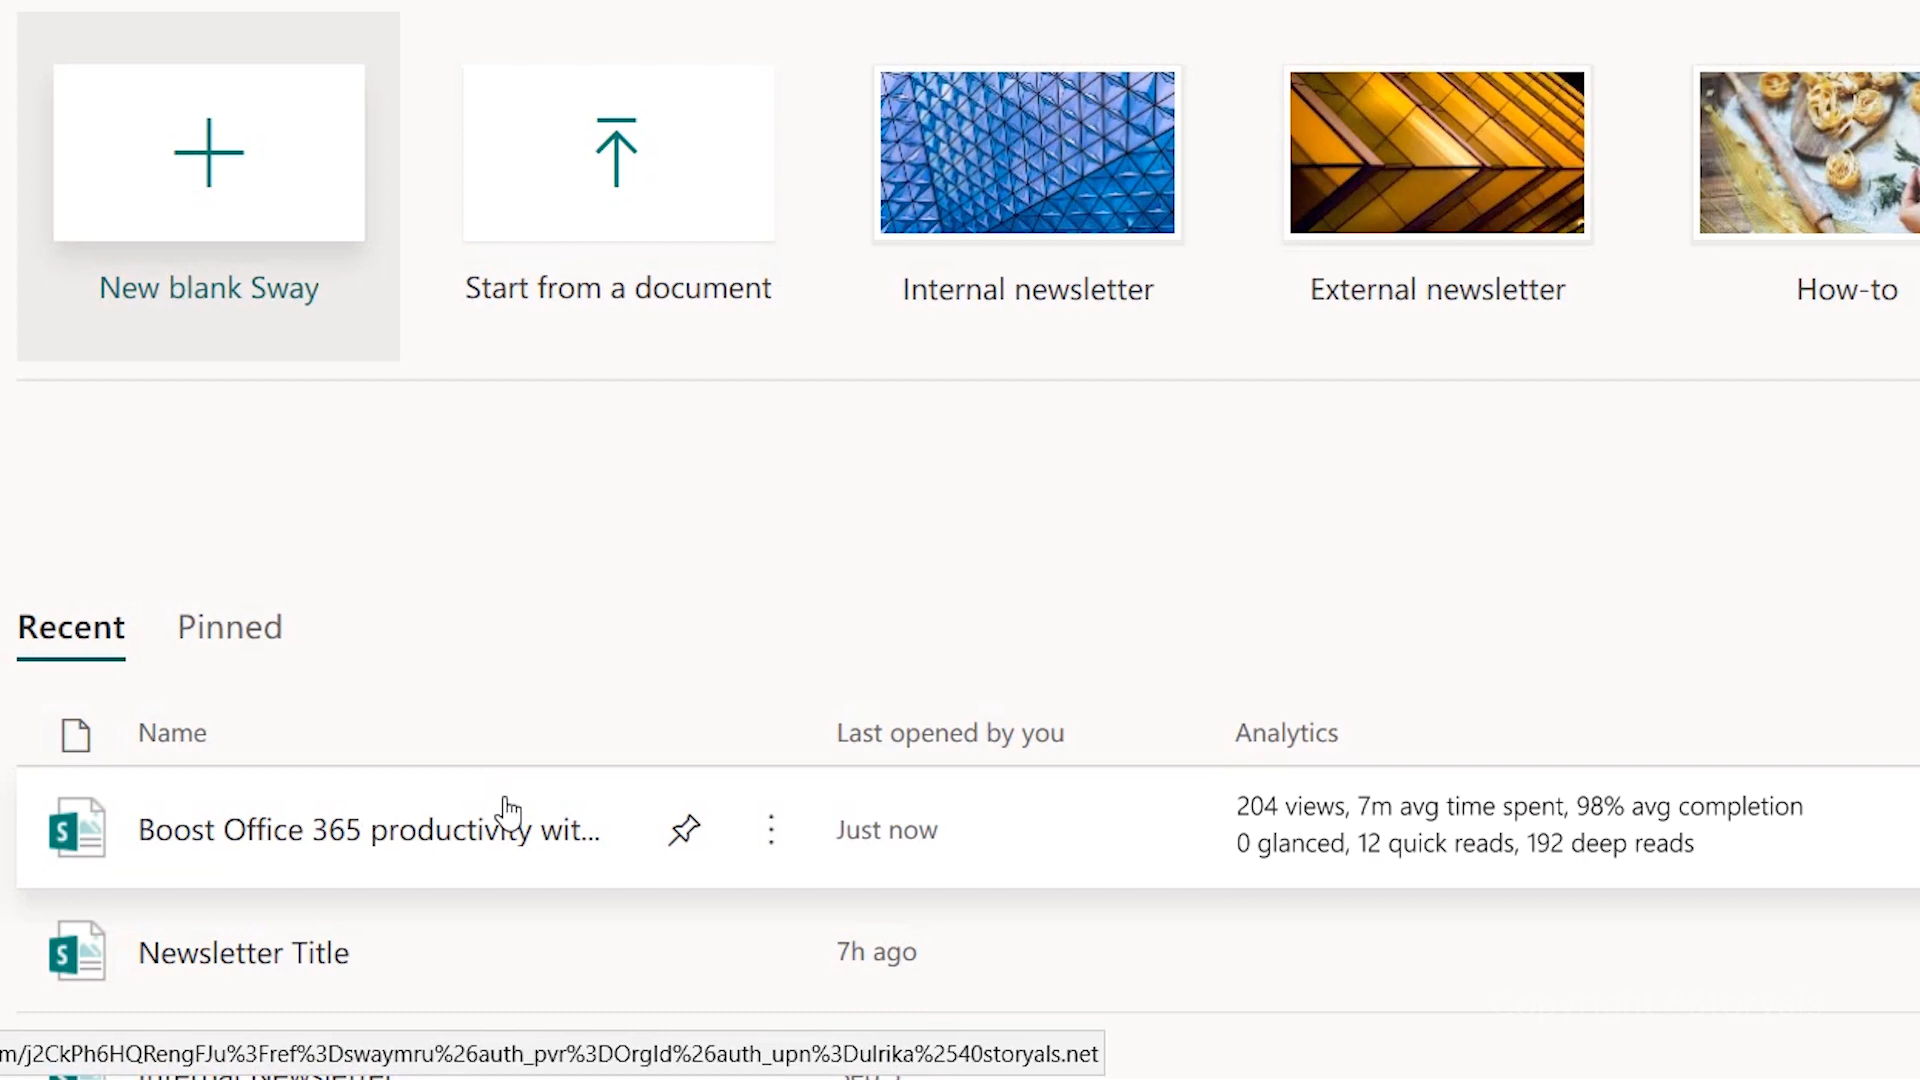 New blank Sway
Start from a document
Internal newsletter
External newsletter
How-to
Recent
Pinned
Name
Last opened by you
Analytics
Boost Office 365 productivity wit...
Just now
204 views, 7m avg time spent, 98% avg completion
0 glanced, 12 quick reads, 192 deep reads
Newsletter Title
7h ago
m/j2CkPh6HQRengFJu%3Fref%3Dswaymru%26auth_pvr%3DOrgId%26auth_upn%3Dulrika%2540storyals.net
Internal Newsletter